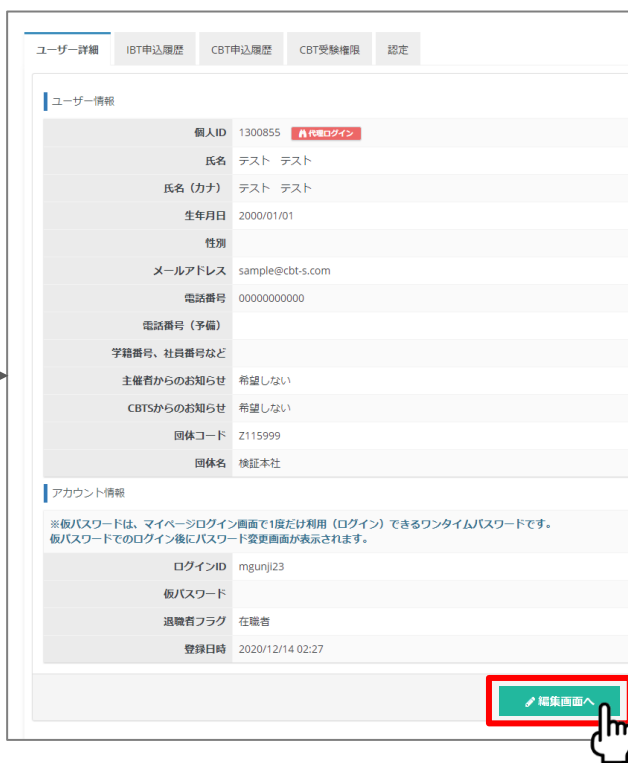 ユーザー詳細 IBT申込履歴 CBT申込履歴 CBT受験権限 認定
ユーザー情報
個人ID 1300855 代理ログイン
氏名 テスト テスト
氏名（カナ） テスト テスト
生年月日 2000/01/01
性別
メールアドレス sample@cbt-s.com
電話番号 00000000000
電話番号（予備）
学籍番号、社員番号など
主催者からのお知らせ 希望しない
CBTSからのお知らせ 希望しない
団体コード Z115999
団体名 検証本社
アカウント情報
※仮パスワードは、マイページログイン画面で1度だけ利用（ログイン）できるワンタイムパスワードです。
仮パスワードでのログイン後にパスワード変更画面が表示されます。
ログインID mgunji23
仮パスワード
退職者フラグ 在職者
登録日時 2020/12/14 02:27
編集画面へ